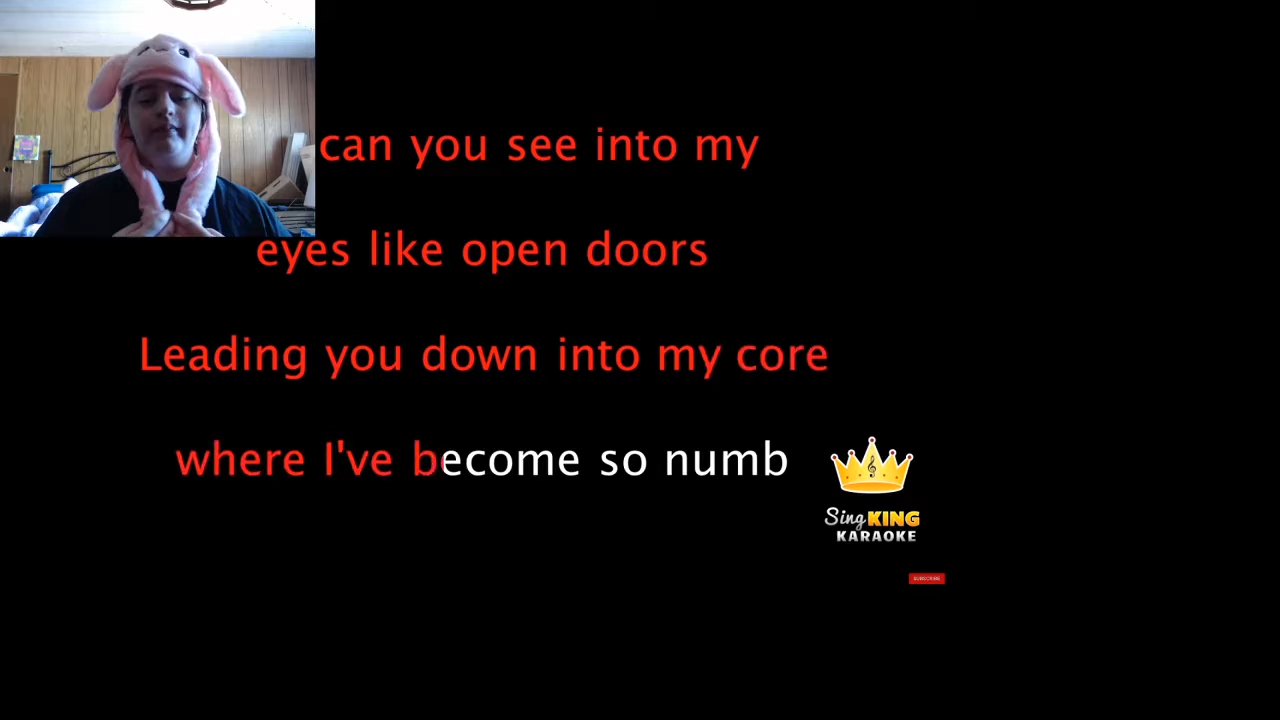 can you see into my
eyes like open doors
Leading you down into my core
where I've become so numb
Sing KING
KARAOKE
SUBSCRIBE